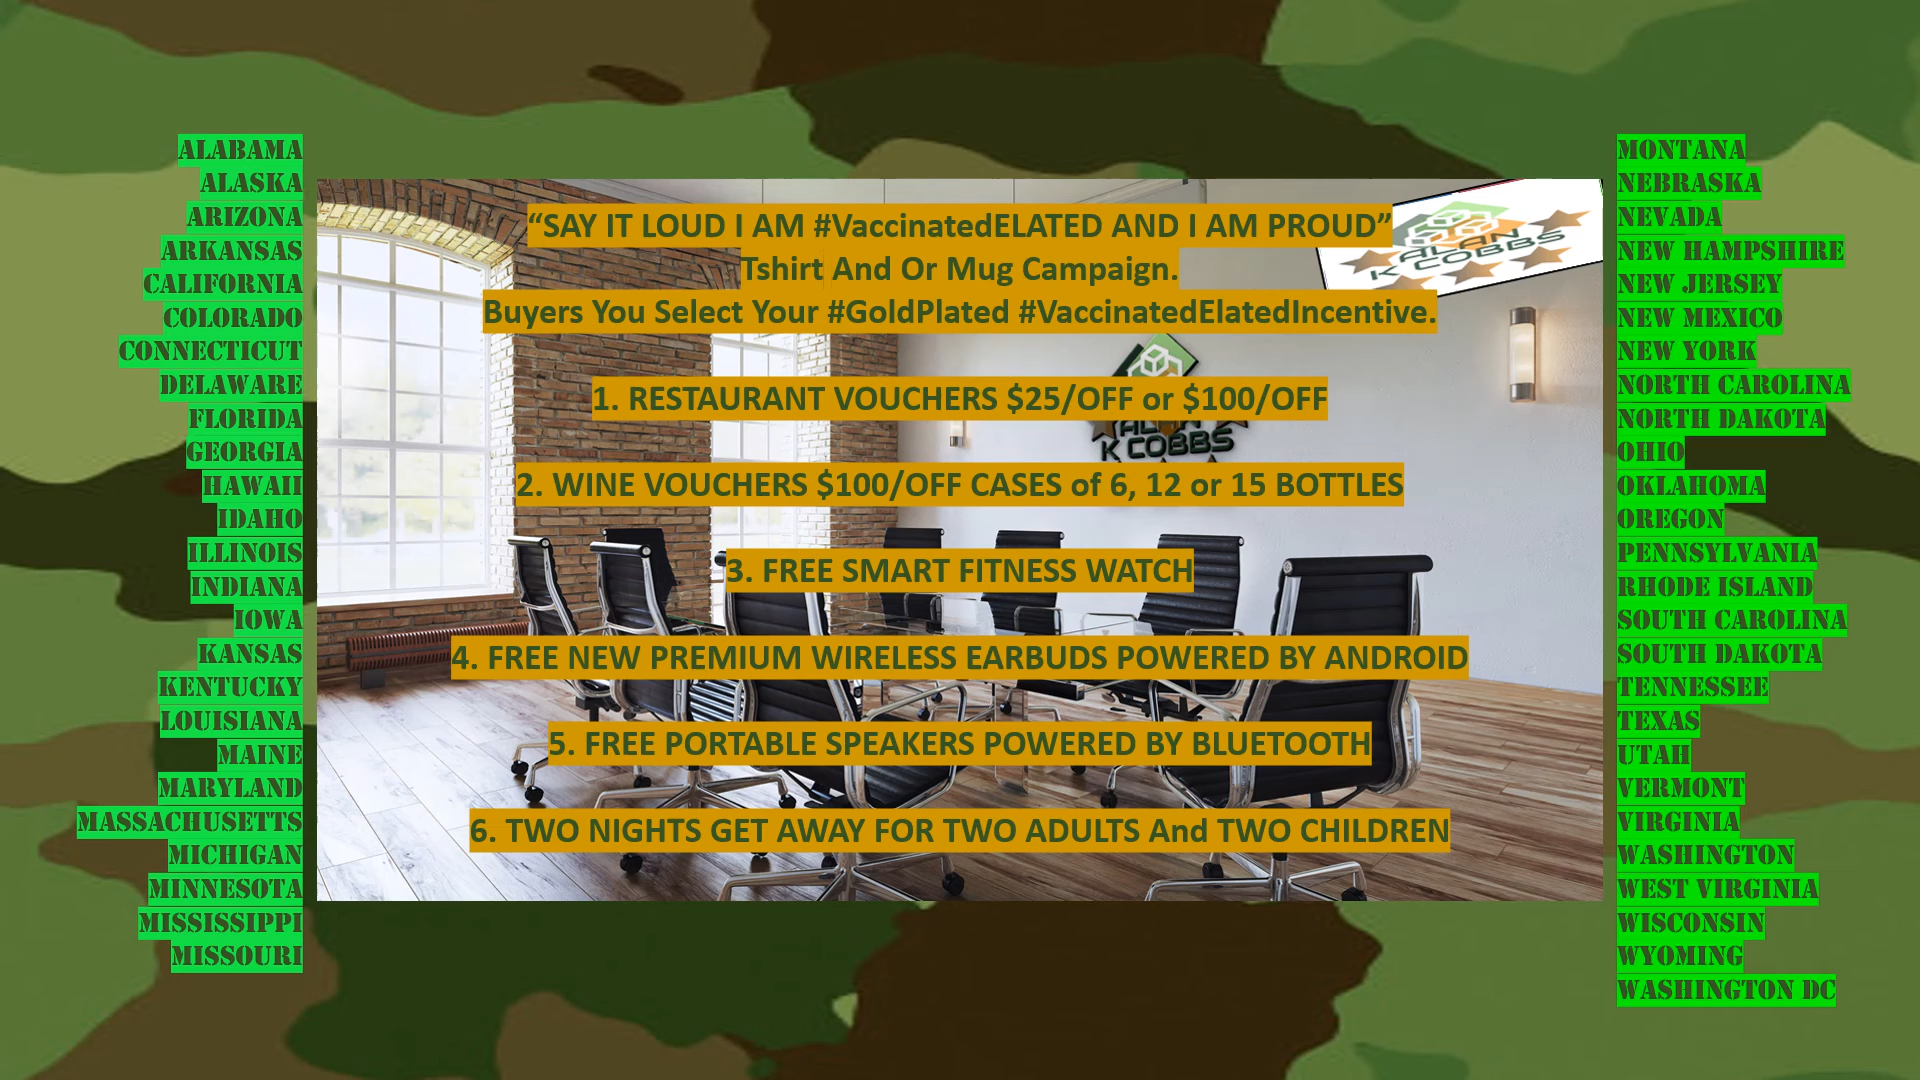 ALABAMA
ALASKA
ARIZONA
ARKANSAS
CALIFORNIA
COLORADO
CONNECTICUT
DELAWARE
FLORIDA
GEORGIA
HAWAII
IDAHO
ILLINOIS
INDIANA
IOWA
KANSAS
KENTUCKY
LOUISIANA
MAINE
MARYLAND
MASSACHUSETTS
MICHIGAN
MINNESOTA
MISSISSIPPI
MISSOURI
“SAY IT LOUD I AM #VaccinatedELATED AND I AM PROUD”
Tshirt And Or Mug Campaign.
Buyers You Select Your #GoldPlated #VaccinatedElatedIncentive.
1. RESTAURANT VOUCHERS $25/OFF or $100/OFF
2. WINE VOUCHERS $100/OFF CASES of 6, 12 or 15 BOTTLES
3. FREE SMART FITNESS WATCH
4. FREE NEW PREMIUM WIRELESS EARBUDS POWERED BY ANDROID
5. FREE PORTABLE SPEAKERS POWERED BY BLUETOOTH
6. TWO NIGHTS GET AWAY FOR TWO ADULTS And TWO CHILDREN
ALAN
K COBBS
ALAN
K COBBS
MONTANA
NEBRASKA
NEVADA
NEW HAMPSHIRE
NEW JERSEY
NEW MEXICO
NEW YORK
NORTH CAROLINA
NORTH DAKOTA
OHIO
OKLAHOMA
OREGON
PENNSYLVANIA
RHODE ISLAND
SOUTH CAROLINA
SOUTH DAKOTA
TENNESSEE
TEXAS
UTAH
VERMONT
VIRGINIA
WASHINGTON
WEST VIRGINIA
WISCONSIN
WYOMING
WASHINGTON DC